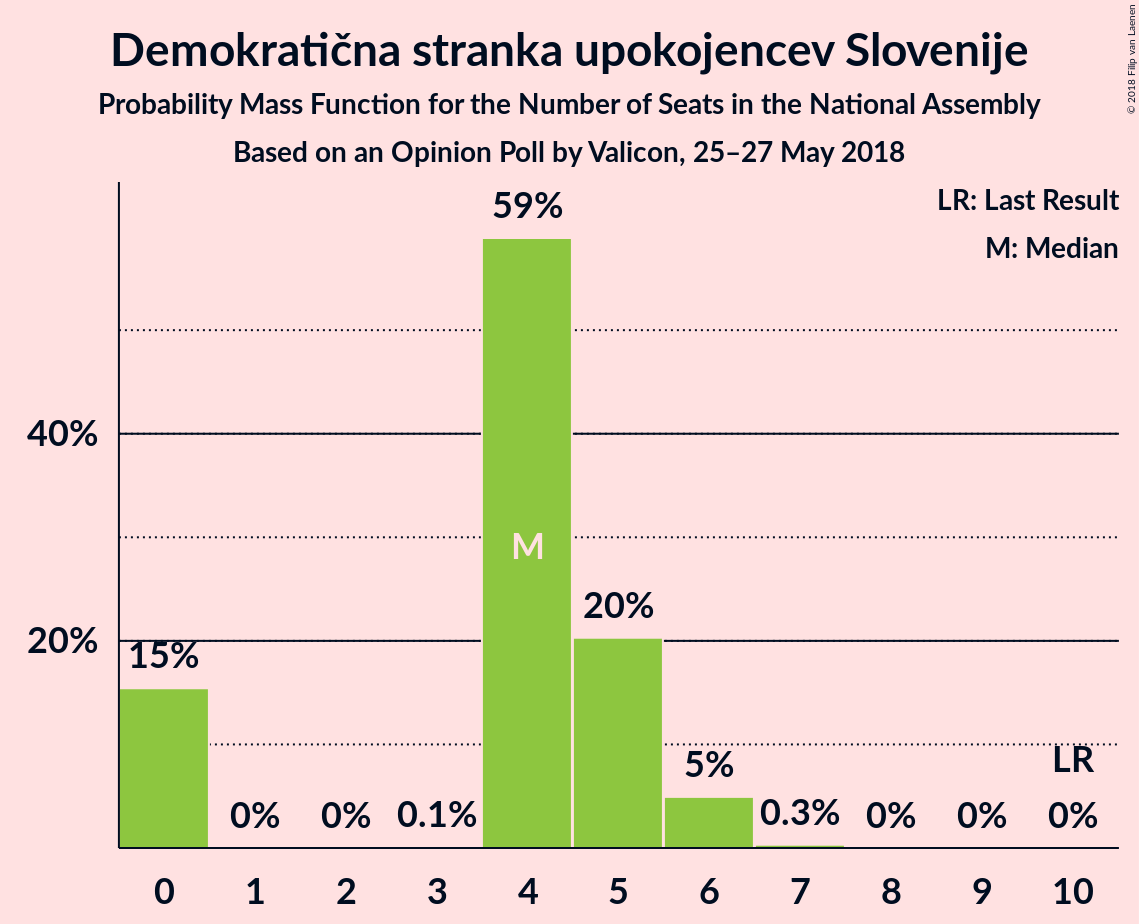 Demokratična stranka upokojencev Slovenije
Probability Mass Function for the Number of Seats in the National Assembly
Based on an Opinion Poll by Valicon, 25–27 May 2018
© 2018 Filip van Laenen
LR: Last Result
M: Median
59%
40%
M
20%
20%
15%
0%
0%
0.1%
5%
0.3%
0%
0%
LR
0%
0 1 2 3 4 5 6 7 8 9 10